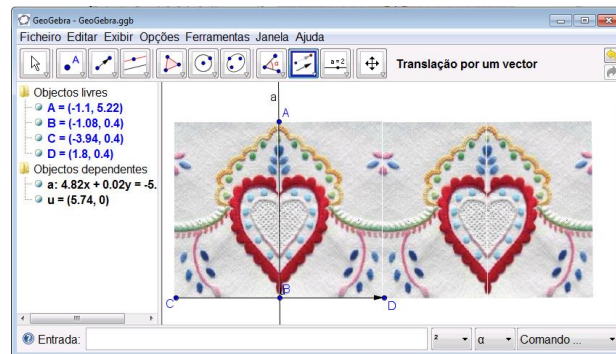 GeoGebra - GeoGebra.ggb
Ficheiro Editar Exibir Opções Ferramentas Janela Ajuda
A
α
a=2
Translação por um vector
Objectos livres
A = (-1.1, 5.22)
B = (-1.08, 0.4)
C = (-3.94, 0.4)
D = (1.8, 0.4)
Objectos dependentes
a: 4.82x + 0.02y = -5.
u = (5.74, 0)
a
A
B
C
D
Entrada:
²
α
Comando ...